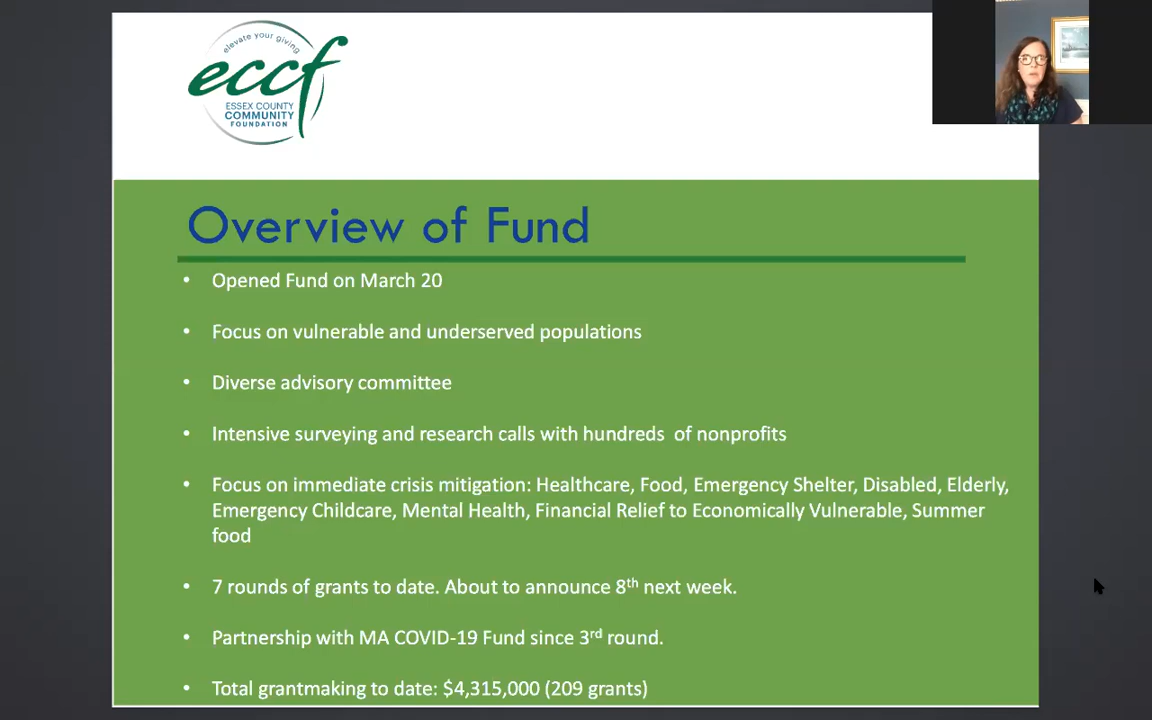 elevate your giving
eccf
ESSEX COUNTY
COMMUNITY
FOUNDATION
Overview of Fund
• Opened Fund on March 20
• Focus on vulnerable and underserved populations
• Diverse advisory committee
• Intensive surveying and research calls with hundreds of nonprofits
• Focus on immediate crisis mitigation: Healthcare, Food, Emergency Shelter, Disabled, Elderly,
Emergency Childcare, Mental Health, Financial Relief to Economically Vulnerable, Summer
food
• 7 rounds of grants to date. About to announce 8th next week.
• Partnership with MA COVID-19 Fund since 3rd round.
• Total grantmaking to date: $4,315,000 (209 grants)